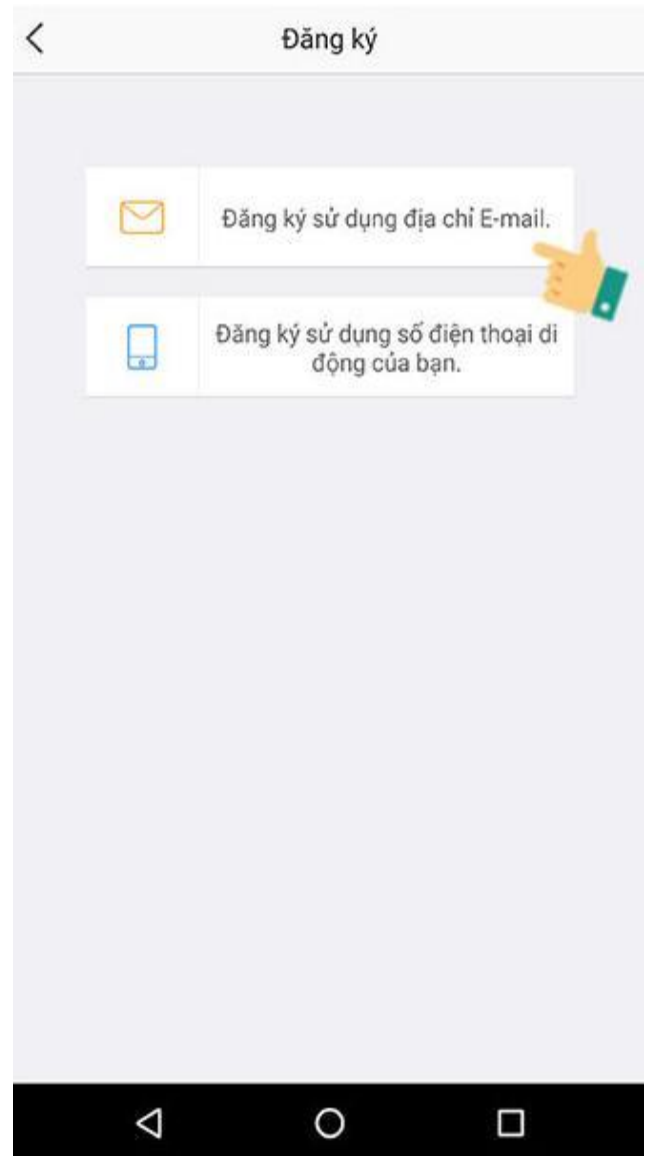 Đăng ký
Đăng ký sử dụng địa chỉ E-mail.
Đăng ký sử dụng số điện thoại di
động của bạn.